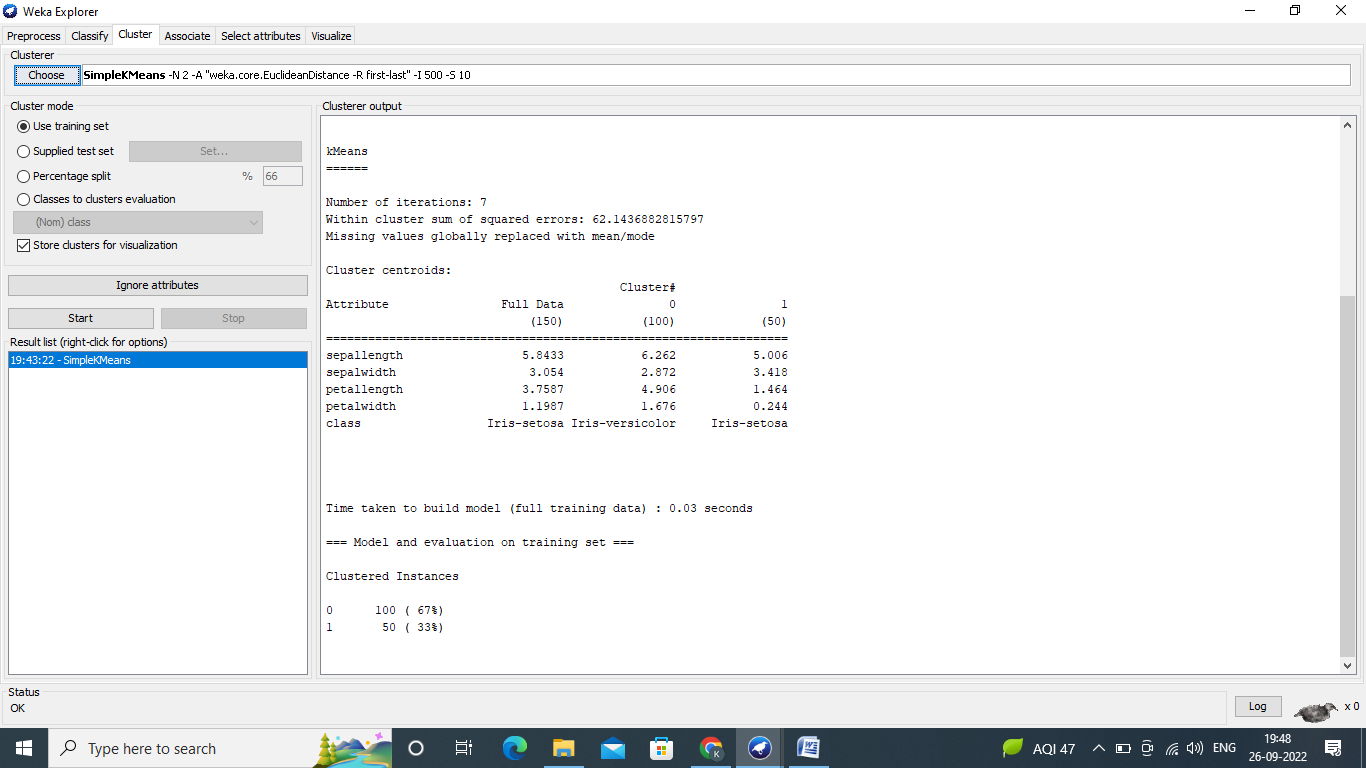 Weka Explorer
Preprocess Classify Cluster Associate Select attributes Visualize
Clusterer
Choose SimpleKMeans -N 2 -A "weka.core.EuclideanDistance -R first-last" -I 500 -S 10
Cluster mode
Use training set
Supplied test set Set...
Percentage split % 66
Classes to clusters evaluation
(Nom) class
Store clusters for visualization
Ignore attributes
Start Stop
Result list (right-click for options)
19:43:22 - SimpleKMeans
Clusterer output
kMeans
======
Number of iterations: 7
Within cluster sum of squared errors: 62.1436882815797
Missing values globally replaced with mean/mode
Cluster centroids:
Cluster#
Attribute Full Data 0 1
(150) (100) (50)
==================================================================
sepallength 5.8433 6.262 5.006
sepalwidth 3.054 2.872 3.418
petallength 3.7587 4.906 1.464
petalwidth 1.1987 1.676 0.244
class Iris-setosa Iris-versicolor Iris-setosa
Time taken to build model (full training data) : 0.03 seconds
=== Model and evaluation on training set ===
Clustered Instances
0 100 ( 67%)
1 50 ( 33%)
Status
OK
Log x 0
Type here to search
K
W
AQI 47
ENG
19:48
26-09-2022